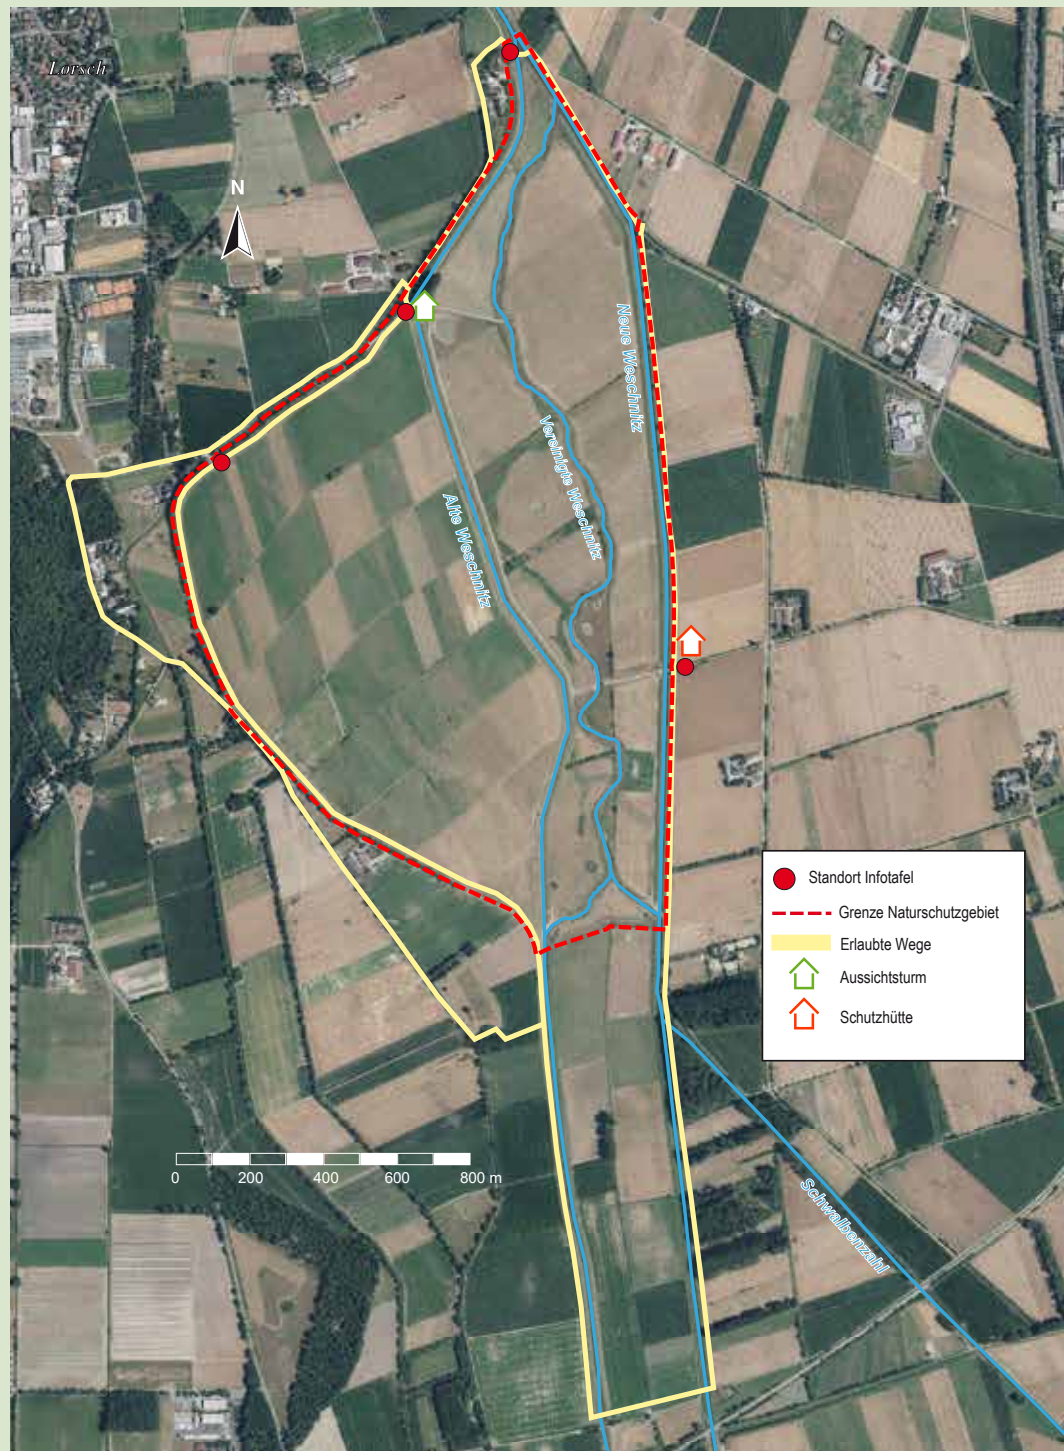 Lorsch
N
Neue Weschnitz
Vereinigte Weschnitz
Alte Weschnitz
Standort Infotafel
Grenze Naturschutzgebiet
Erlaubte Wege
Aussichtsturm
Schutzhütte
0 200 400 600 800 m
Schwalbenzahl